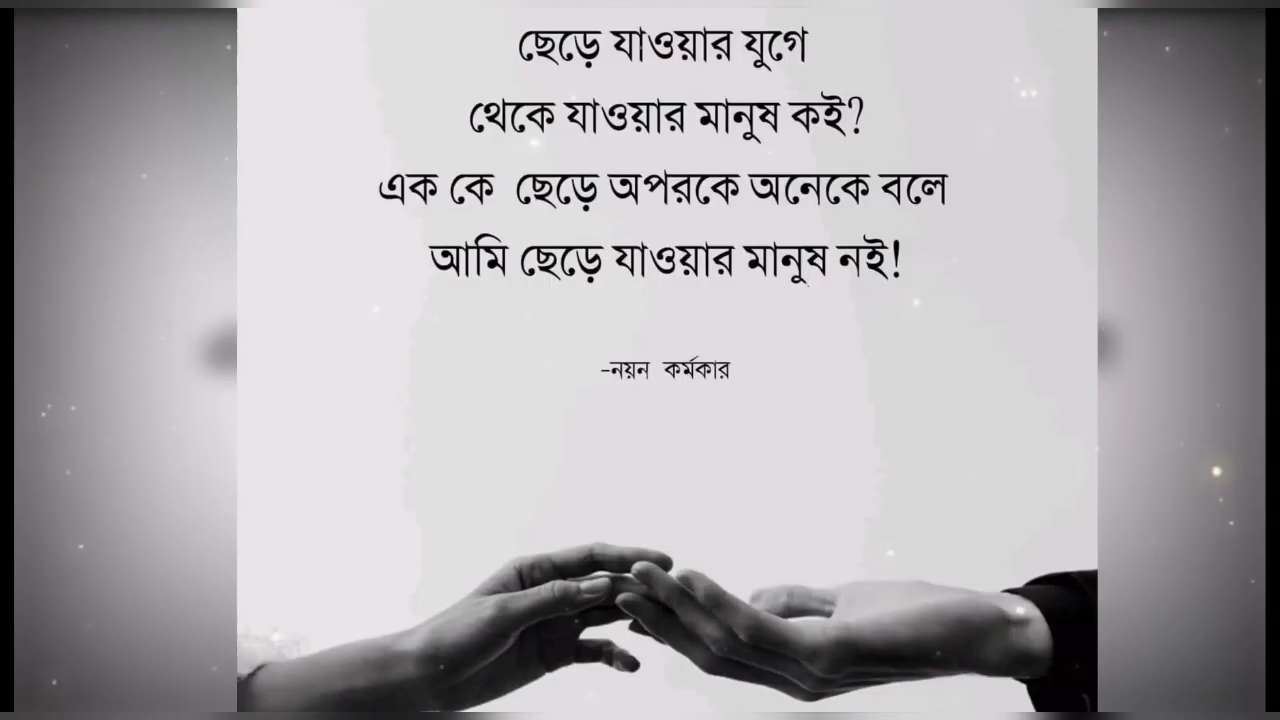 ছেড়ে যাওয়ার যুগে
থেকে যাওয়ার মানুষ কই?
এক কে ছেড়ে অপরকে অনেকে বলে
আমি ছেড়ে যাওয়ার মানুষ নই!
-নয়ন কর্মকার